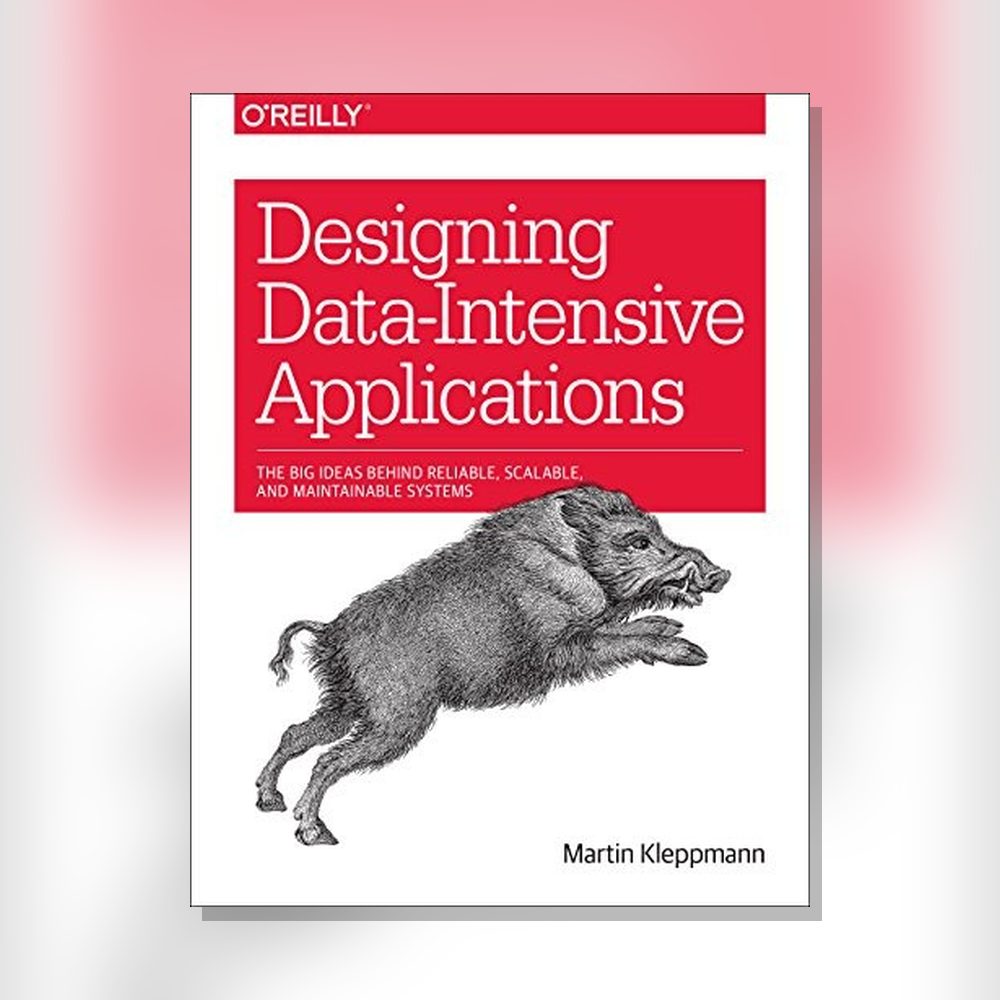 O'REILLY®
Designing
Data-Intensive
Applications
THE BIG IDEAS BEHIND RELIABLE, SCALABLE,
AND MAINTAINABLE SYSTEMS
Martin Kleppmann